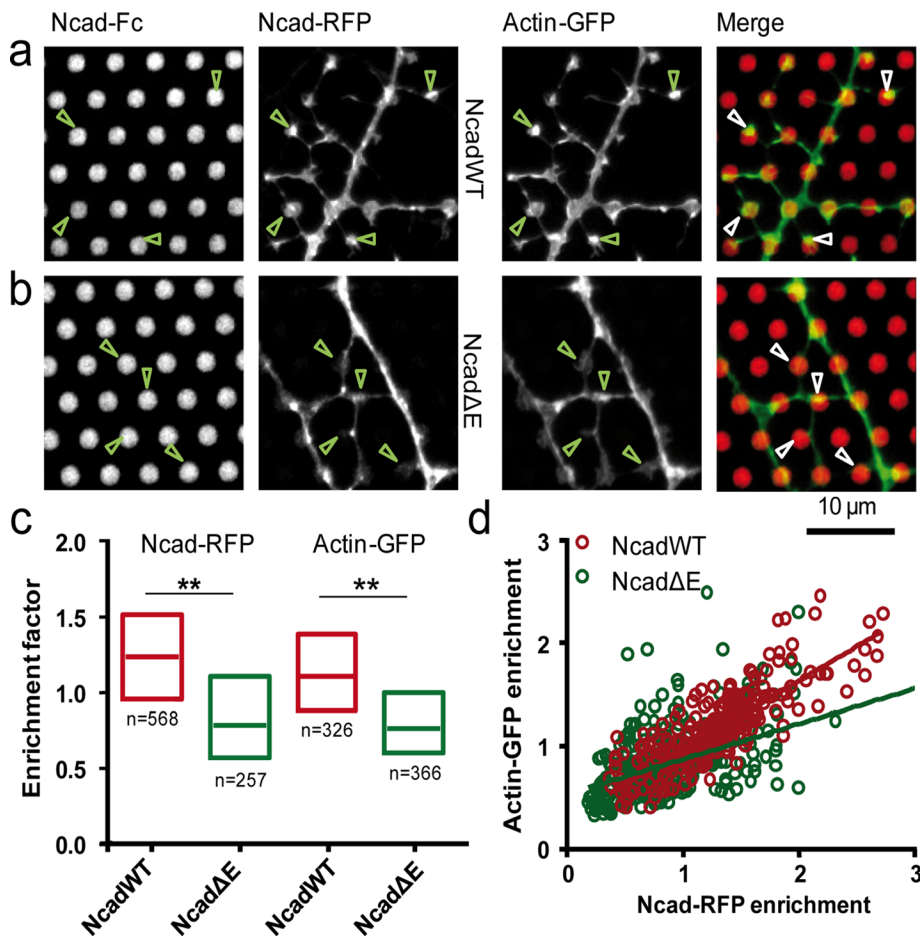 Ncad-Fc Ncad-RFP Actin-GFP Merge
a
NcadWT
b
NcadΔE
10 µm
c
Ncad-RFP Actin-GFP
** **
Enrichment factor
2.0
1.5
1.0
0.5
0.0
n=568
n=257
n=326
n=366
NcadWT NcadΔE NcadWT NcadΔE
d
NcadWT
NcadΔE
Actin-GFP enrichment
3
2
1
0
0 1 2 3
Ncad-RFP enrichment